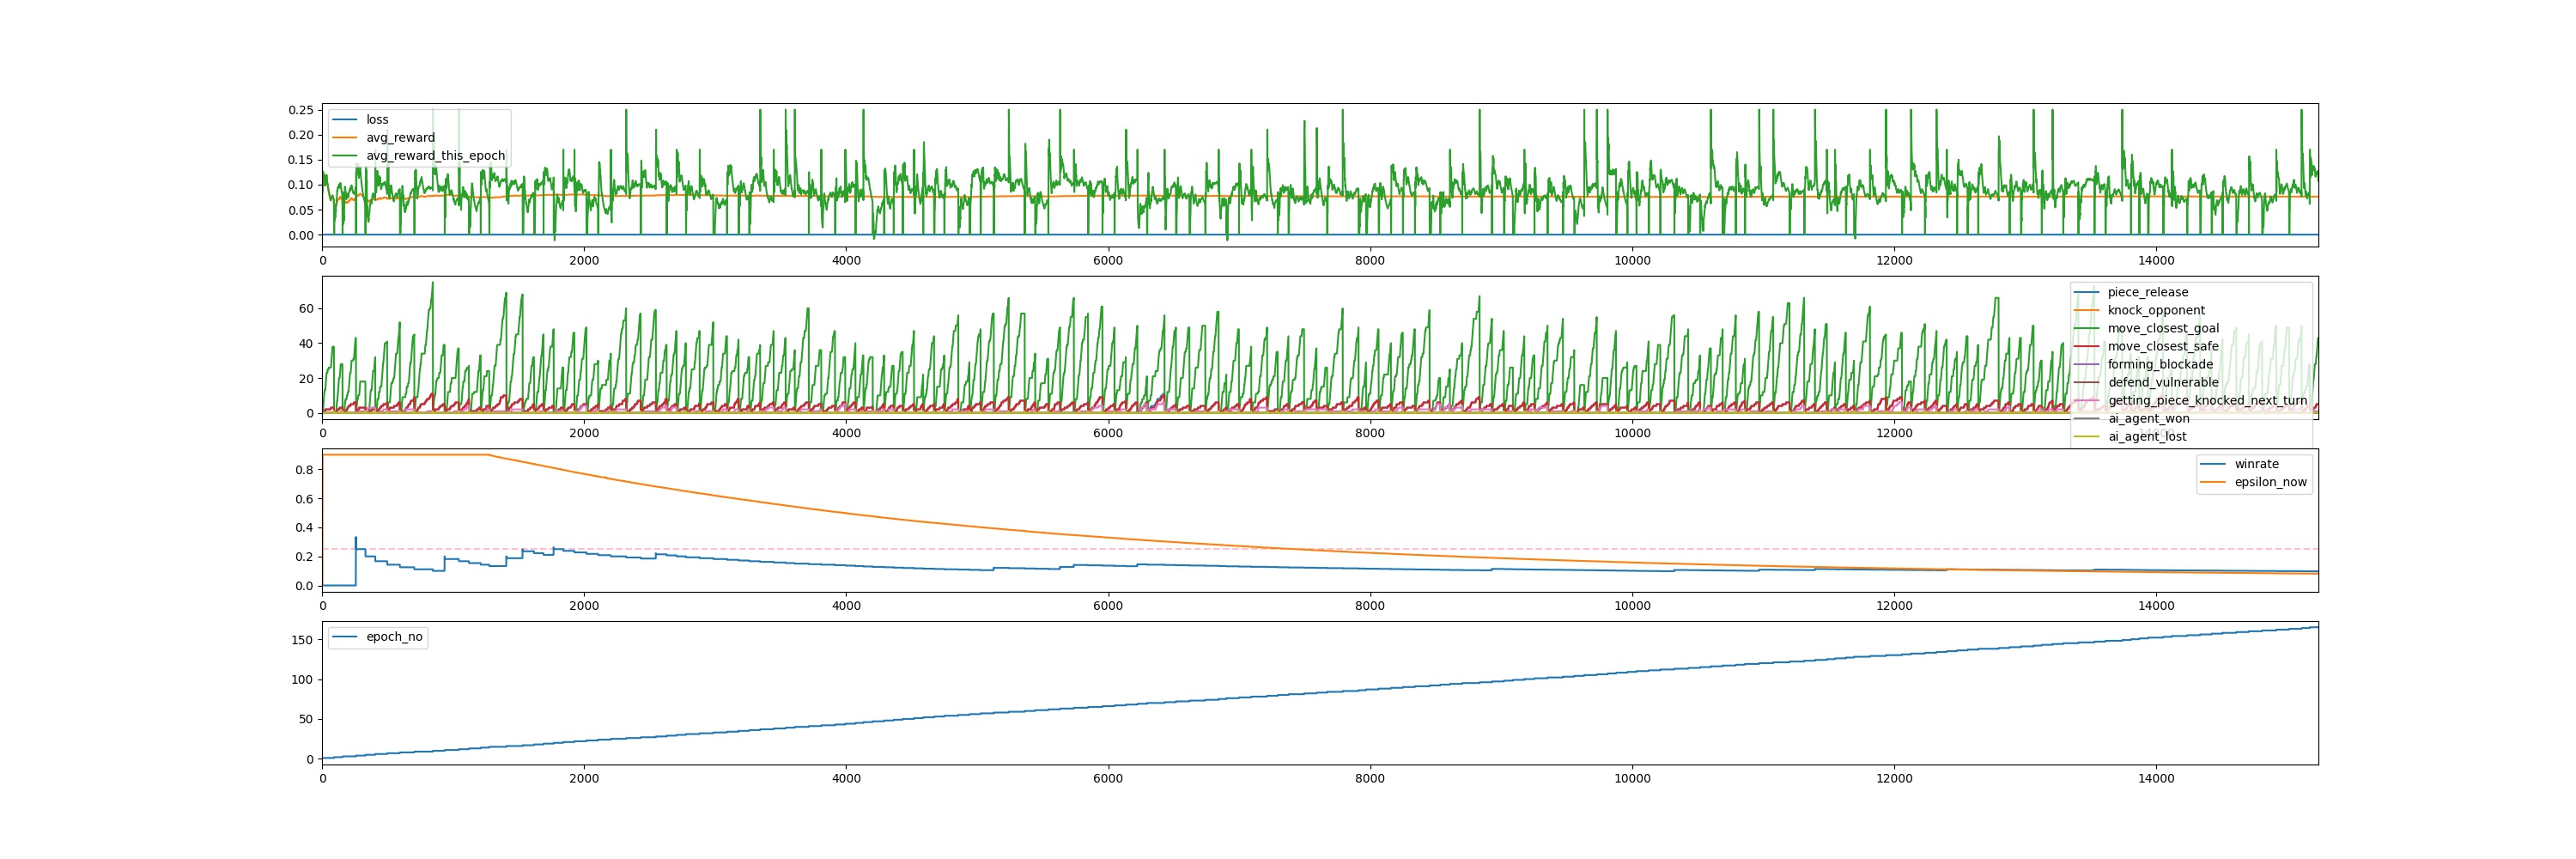 0.25
0.20
0.15
0.10
0.05
0.00
loss
avg_reward
avg_reward_this_epoch
0 2000 4000 6000 8000 10000 12000 14000
60
40
20
0
piece_release
knock_opponent
move_closest_goal
move_closest_safe
forming_blockade
defend_vulnerable
getting_piece_knocked_next_turn
ai_agent_won
ai_agent_lost
0 2000 4000 6000 8000 10000 12000 14000
0.8
0.6
0.4
0.2
0.0
winrate
epsilon_now
0 2000 4000 6000 8000 10000 12000 14000
150
100
50
0
epoch_no
0 2000 4000 6000 8000 10000 12000 14000